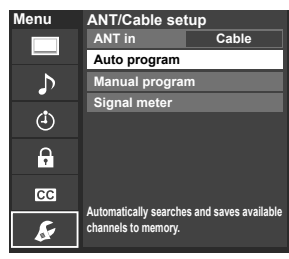 Menu
ANT/Cable setup
ANT in Cable
Auto program
Manual program
Signal meter
CC
Automatically searches and saves available
channels to memory.